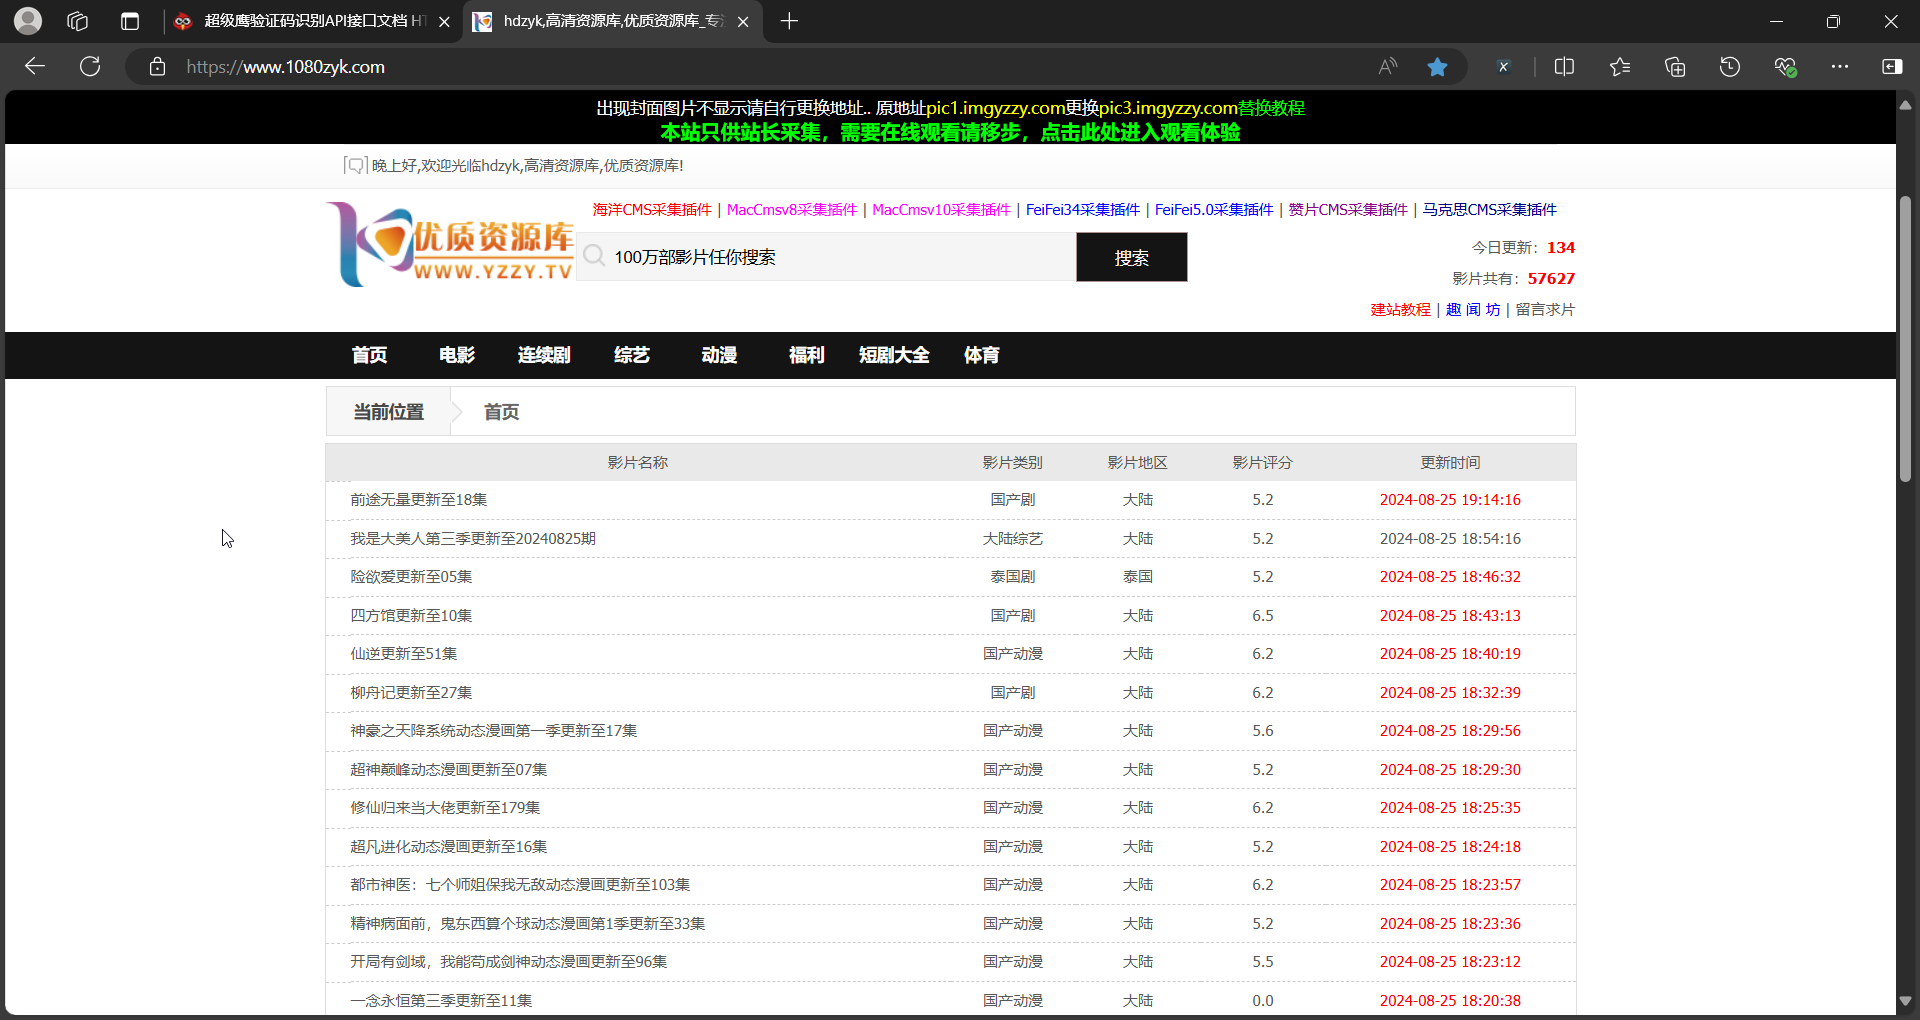 超级鹰验证码识别API接口文档 HT
hdzyk,高清资源库,优质资源库_专
https://www.1080zyk.com
出现封面图片不显示请自行更换地址.. 原地址pic1.imgyzzy.com更换pic3.imgyzzy.com替换教程
本站只供站长采集，需要在线观看请移步，点击此处进入观看体验
晚上好,欢迎光临hdzyk,高清资源库,优质资源库!
海洋CMS采集插件 | MacCmsv8采集插件 | MacCmsv10采集插件 | FeiFei34采集插件 | FeiFei5.0采集插件 | 赞片CMS采集插件 | 马克思CMS采集插件
优质资源库
WWW.YZZY.TV
100万部影片任你搜索 搜索
今日更新：134
影片共有：57627
建站教程 | 趣 闻 坊 | 留言求片
首页 电影 连续剧 综艺 动漫 福利 短剧大全 体育
当前位置 首页
影片名称 影片类别 影片地区 影片评分 更新时间
前途无量更新至18集 国产剧 大陆 5.2 2024-08-25 19:14:16
我是大美人第三季更新至20240825期 大陆综艺 大陆 5.2 2024-08-25 18:54:16
险欲爱更新至05集 泰国剧 泰国 5.2 2024-08-25 18:46:32
四方馆更新至10集 国产剧 大陆 6.5 2024-08-25 18:43:13
仙逆更新至51集 国产动漫 大陆 6.2 2024-08-25 18:40:19
柳舟记更新至27集 国产剧 大陆 6.2 2024-08-25 18:32:39
神豪之天降系统动态漫画第一季更新至17集 国产动漫 大陆 5.6 2024-08-25 18:29:56
超神巅峰动态漫画更新至07集 国产动漫 大陆 5.2 2024-08-25 18:29:30
修仙归来当大佬更新至179集 国产动漫 大陆 6.2 2024-08-25 18:25:35
超凡进化动态漫画更新至16集 国产动漫 大陆 5.2 2024-08-25 18:24:18
都市神医：七个师姐保我无敌动态漫画更新至103集 国产动漫 大陆 6.2 2024-08-25 18:23:57
精神病面前，鬼东西算个球动态漫画第1季更新至33集 国产动漫 大陆 5.2 2024-08-25 18:23:36
开局有剑域，我能苟成剑神动态漫画更新至96集 国产动漫 大陆 5.5 2024-08-25 18:23:12
一念永恒第三季更新至11集 国产动漫 大陆 0.0 2024-08-25 18:20:38